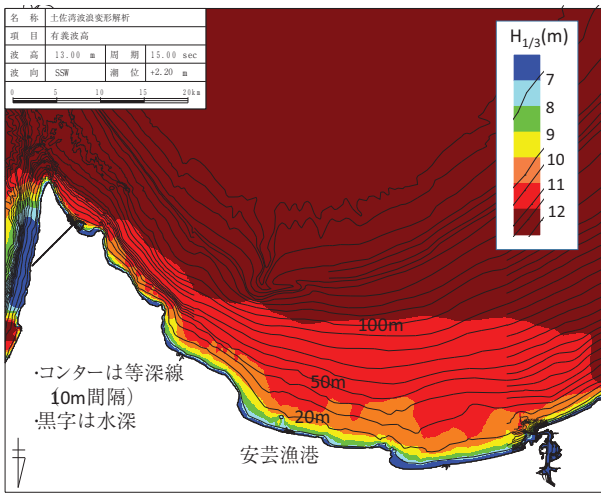 名 称 土佐湾波浪変形解析
項 目 有義波高
波 高 13.00 m 周 期 15.00 sec
波 向 SSW 潮 位 +2.20 m
0 5 10 15 20km
H1/3(m)
7
8
9
10
11
12
100m
50m
20m
・コンターは等深線
(10m間隔)
・黒字は水深
安芸漁港